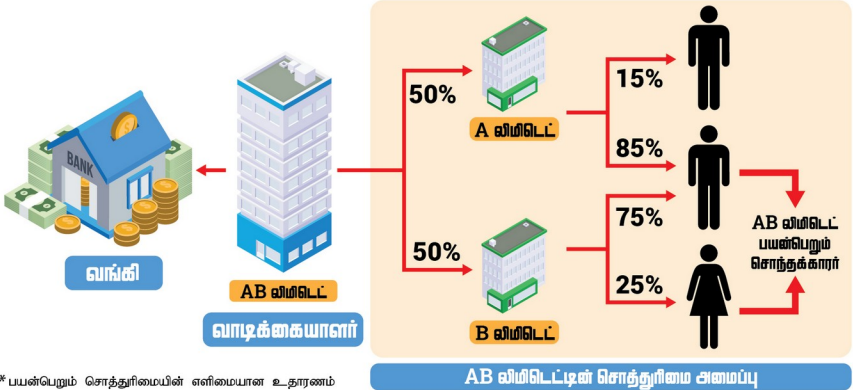 BANK
வங்கி
AB லிமிடெட்
வாடிக்கையாளர்
50%
A லிமிடெட்
50%
B லிமிடெட்
15%
85%
75%
25%
AB லிமிடெட்
பயன்பெறும்
சொந்தக்காரர்
* பயன்பெறும் சொத்துரிமையின் எளிமையான உதாரணம்
AB லிமிடெட்டின் சொத்துரிமை அமைப்பு